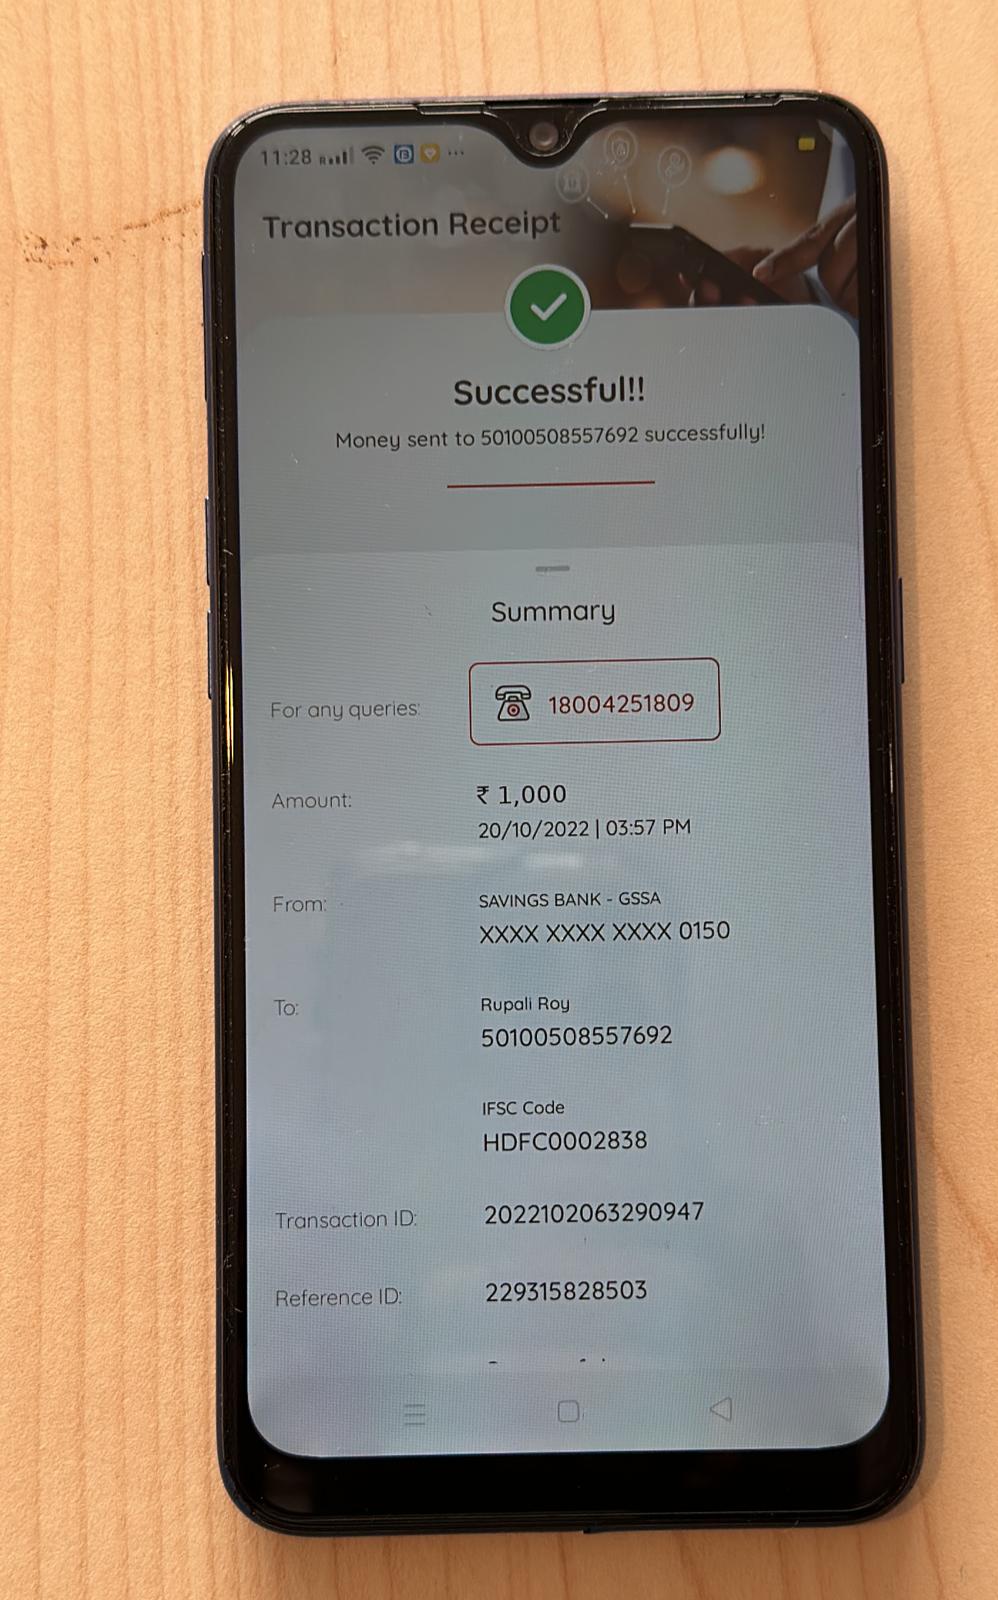 11:28
Transaction Receipt
Successful!!
Money sent to 50100508557692 successfully!
Summary
For any queries: 18004251809
Amount: ₹ 1,000
20/10/2022 | 03:57 PM
From: SAVINGS BANK - GSSA
XXXX XXXX XXXX 0150
To: Rupali Roy
50100508557692
IFSC Code
HDFC0002838
Transaction ID: 2022102063290947
Reference ID: 229315828503